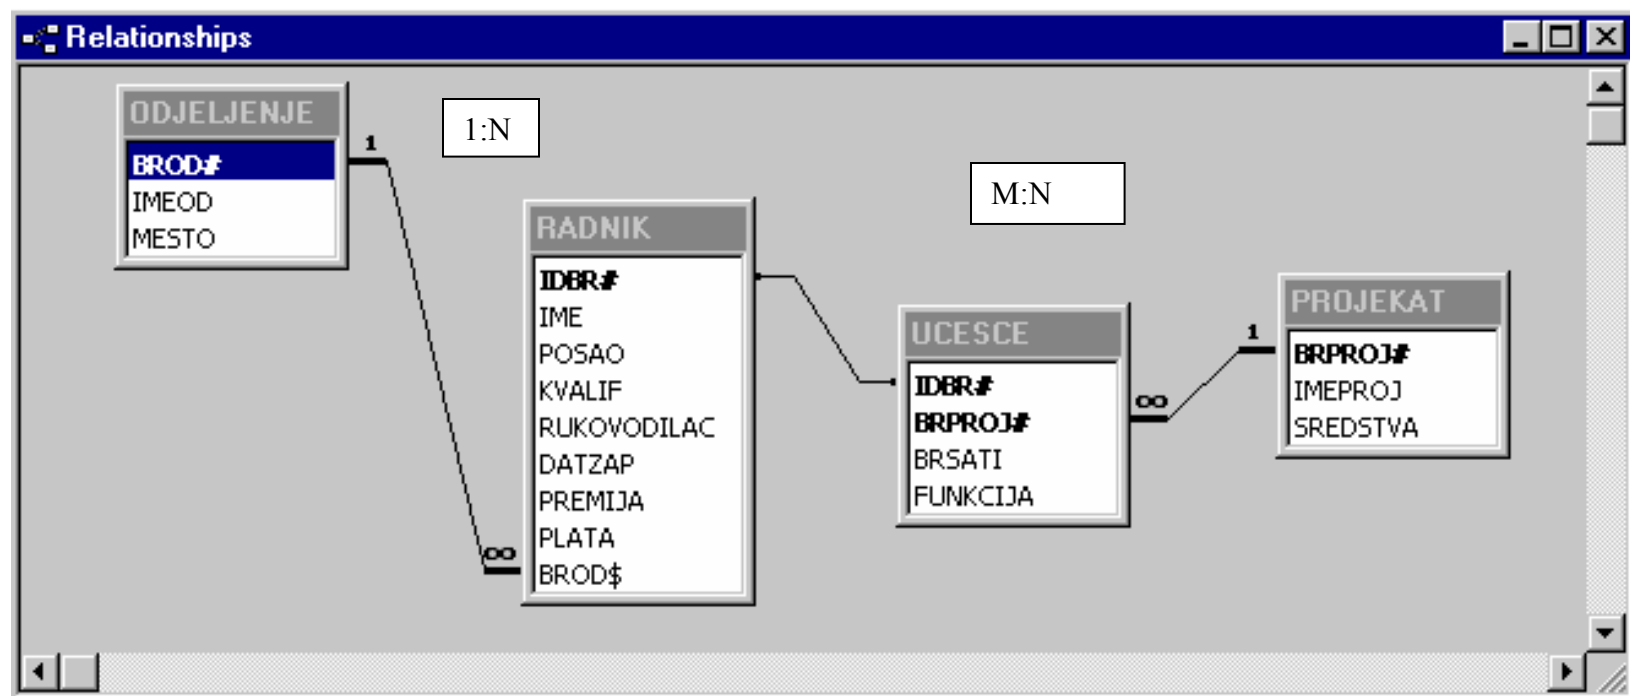 Relationships
ODJELJENJE
BROD#
IMEOD
MESTO
1
1:N
RADNIK
IDBR#
IME
POSAO
KVALIF
RUKOVODILAC
DATZAP
PREMIJA
PLATA
BROD$
∞
M:N
UCESCE
IDBR#
BRPROJ#
BRSATI
FUNKCIJA
∞
1
PROJEKAT
BRPROJ#
IMEPROJ
SREDSTVA